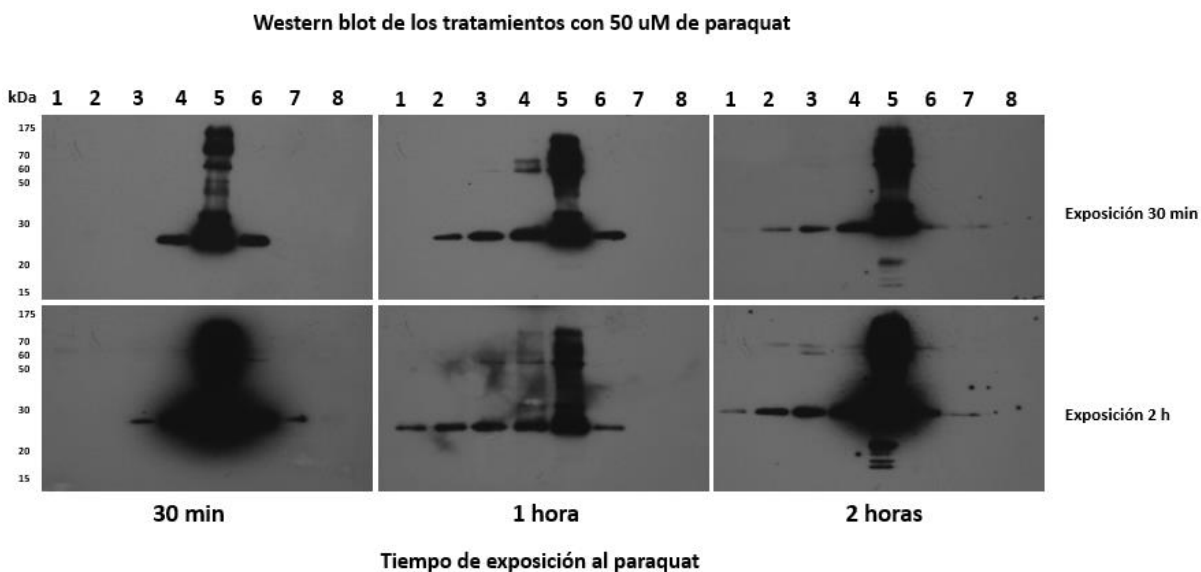 Western blot de los tratamientos con 50 uM de paraquat
kDa 1 2 3 4 5 6 7 8 1 2 3 4 5 6 7 8 1 2 3 4 5 6 7 8
175
70
60
50
30
20
15
Exposición 30 min
175
70
60
50
30
20
15
Exposición 2 h
30 min 1 hora 2 horas
Tiempo de exposición al paraquat